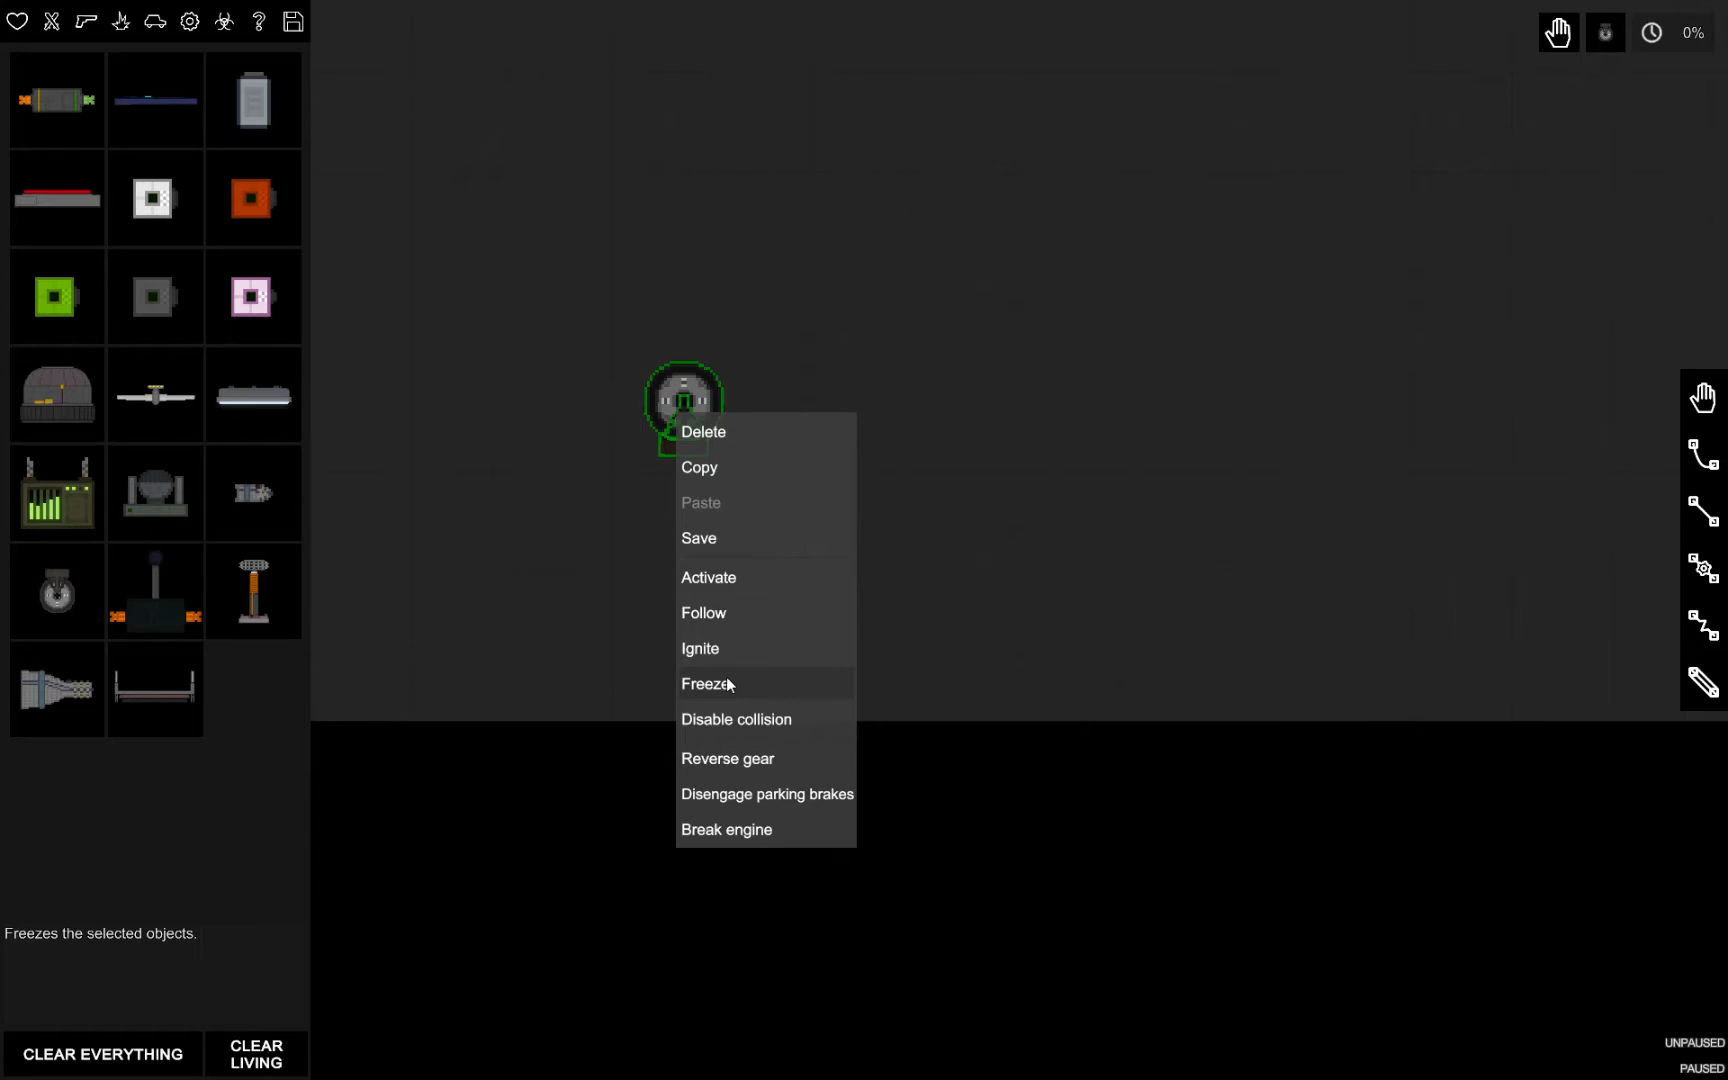 0%
Delete
Copy
Paste
Save
Activate
Follow
Ignite
Freeze
Disable collision
Reverse gear
Disengage parking brakes
Break engine
Freezes the selected objects.
CLEAR EVERYTHING
CLEAR
LIVING
UNPAUSED
PAUSED